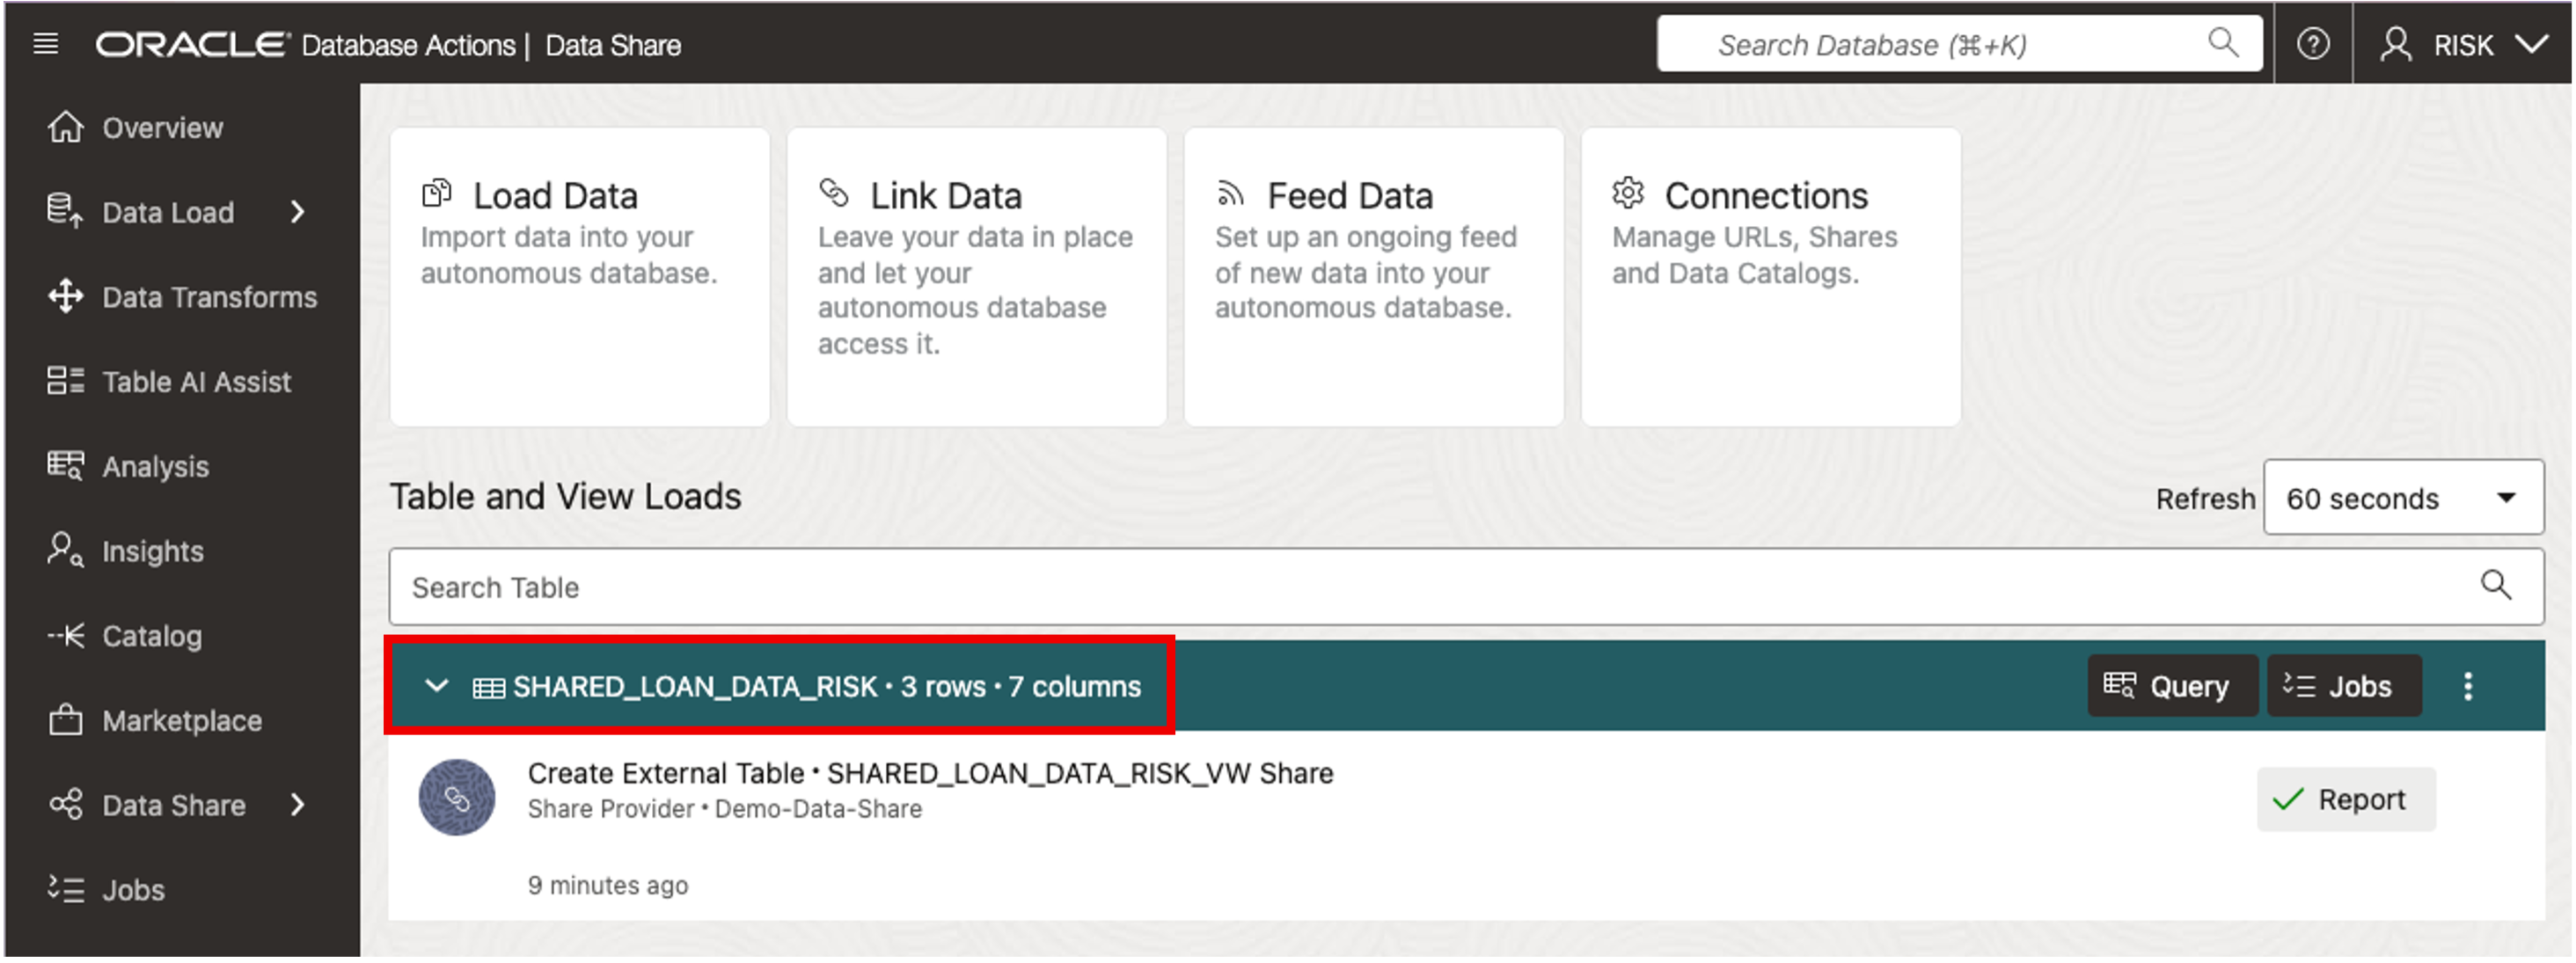 ORACLE Database Actions | Data Share
Search Database (⌘+K)
RISK
Overview
Data Load
Data Transforms
Table AI Assist
Analysis
Insights
Catalog
Marketplace
Data Share
Jobs
Load Data
Import data into your
autonomous database.
Link Data
Leave your data in place
and let your
autonomous database
access it.
Feed Data
Set up an ongoing feed
of new data into your
autonomous database.
Connections
Manage URLs, Shares
and Data Catalogs.
Table and View Loads
Refresh 60 seconds
Search Table
SHARED_LOAN_DATA_RISK • 3 rows • 7 columns
Query
Jobs
Create External Table • SHARED_LOAN_DATA_RISK_VW Share
Share Provider • Demo-Data-Share
Report
9 minutes ago